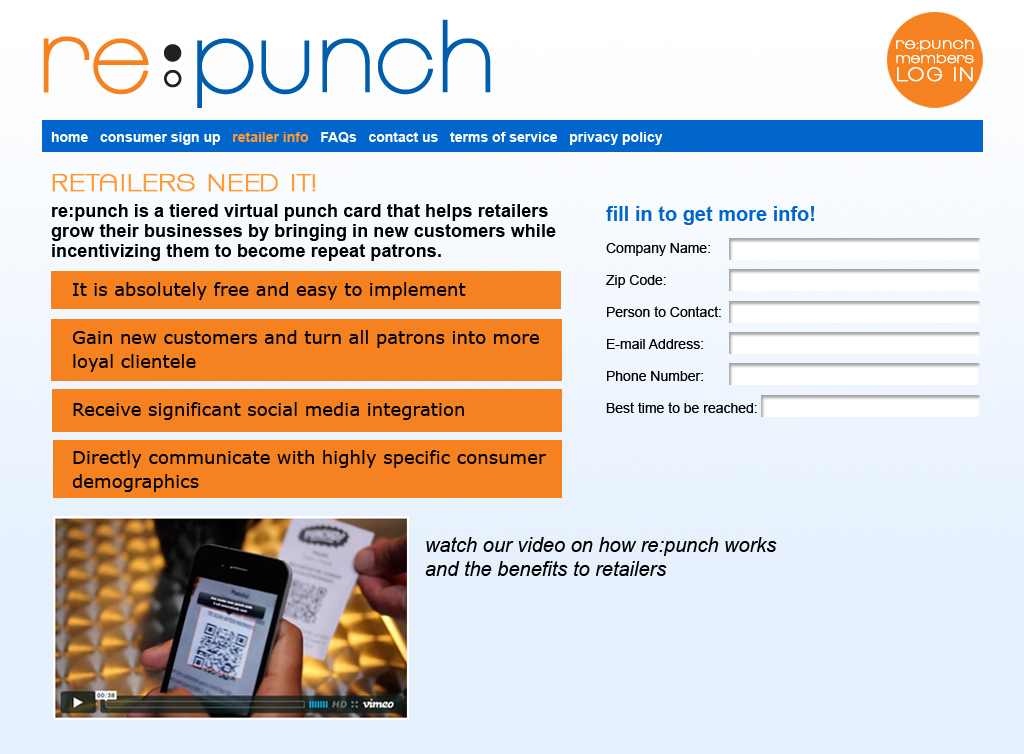 re:punch
re:punch
members
LOG IN
home consumer sign up retailer info FAQs contact us terms of service privacy policy
RETAILERS NEED IT!
re:punch is a tiered virtual punch card that helps retailers
grow their businesses by bringing in new customers while
incentivizing them to become repeat patrons.
It is absolutely free and easy to implement
Gain new customers and turn all patrons into more
loyal clientele
Receive significant social media integration
Directly communicate with highly specific consumer
demographics
fill in to get more info!
Company Name:
Zip Code:
Person to Contact:
E-mail Address:
Phone Number:
Best time to be reached:
00:38
HD vimeo
watch our video on how re:punch works
and the benefits to retailers